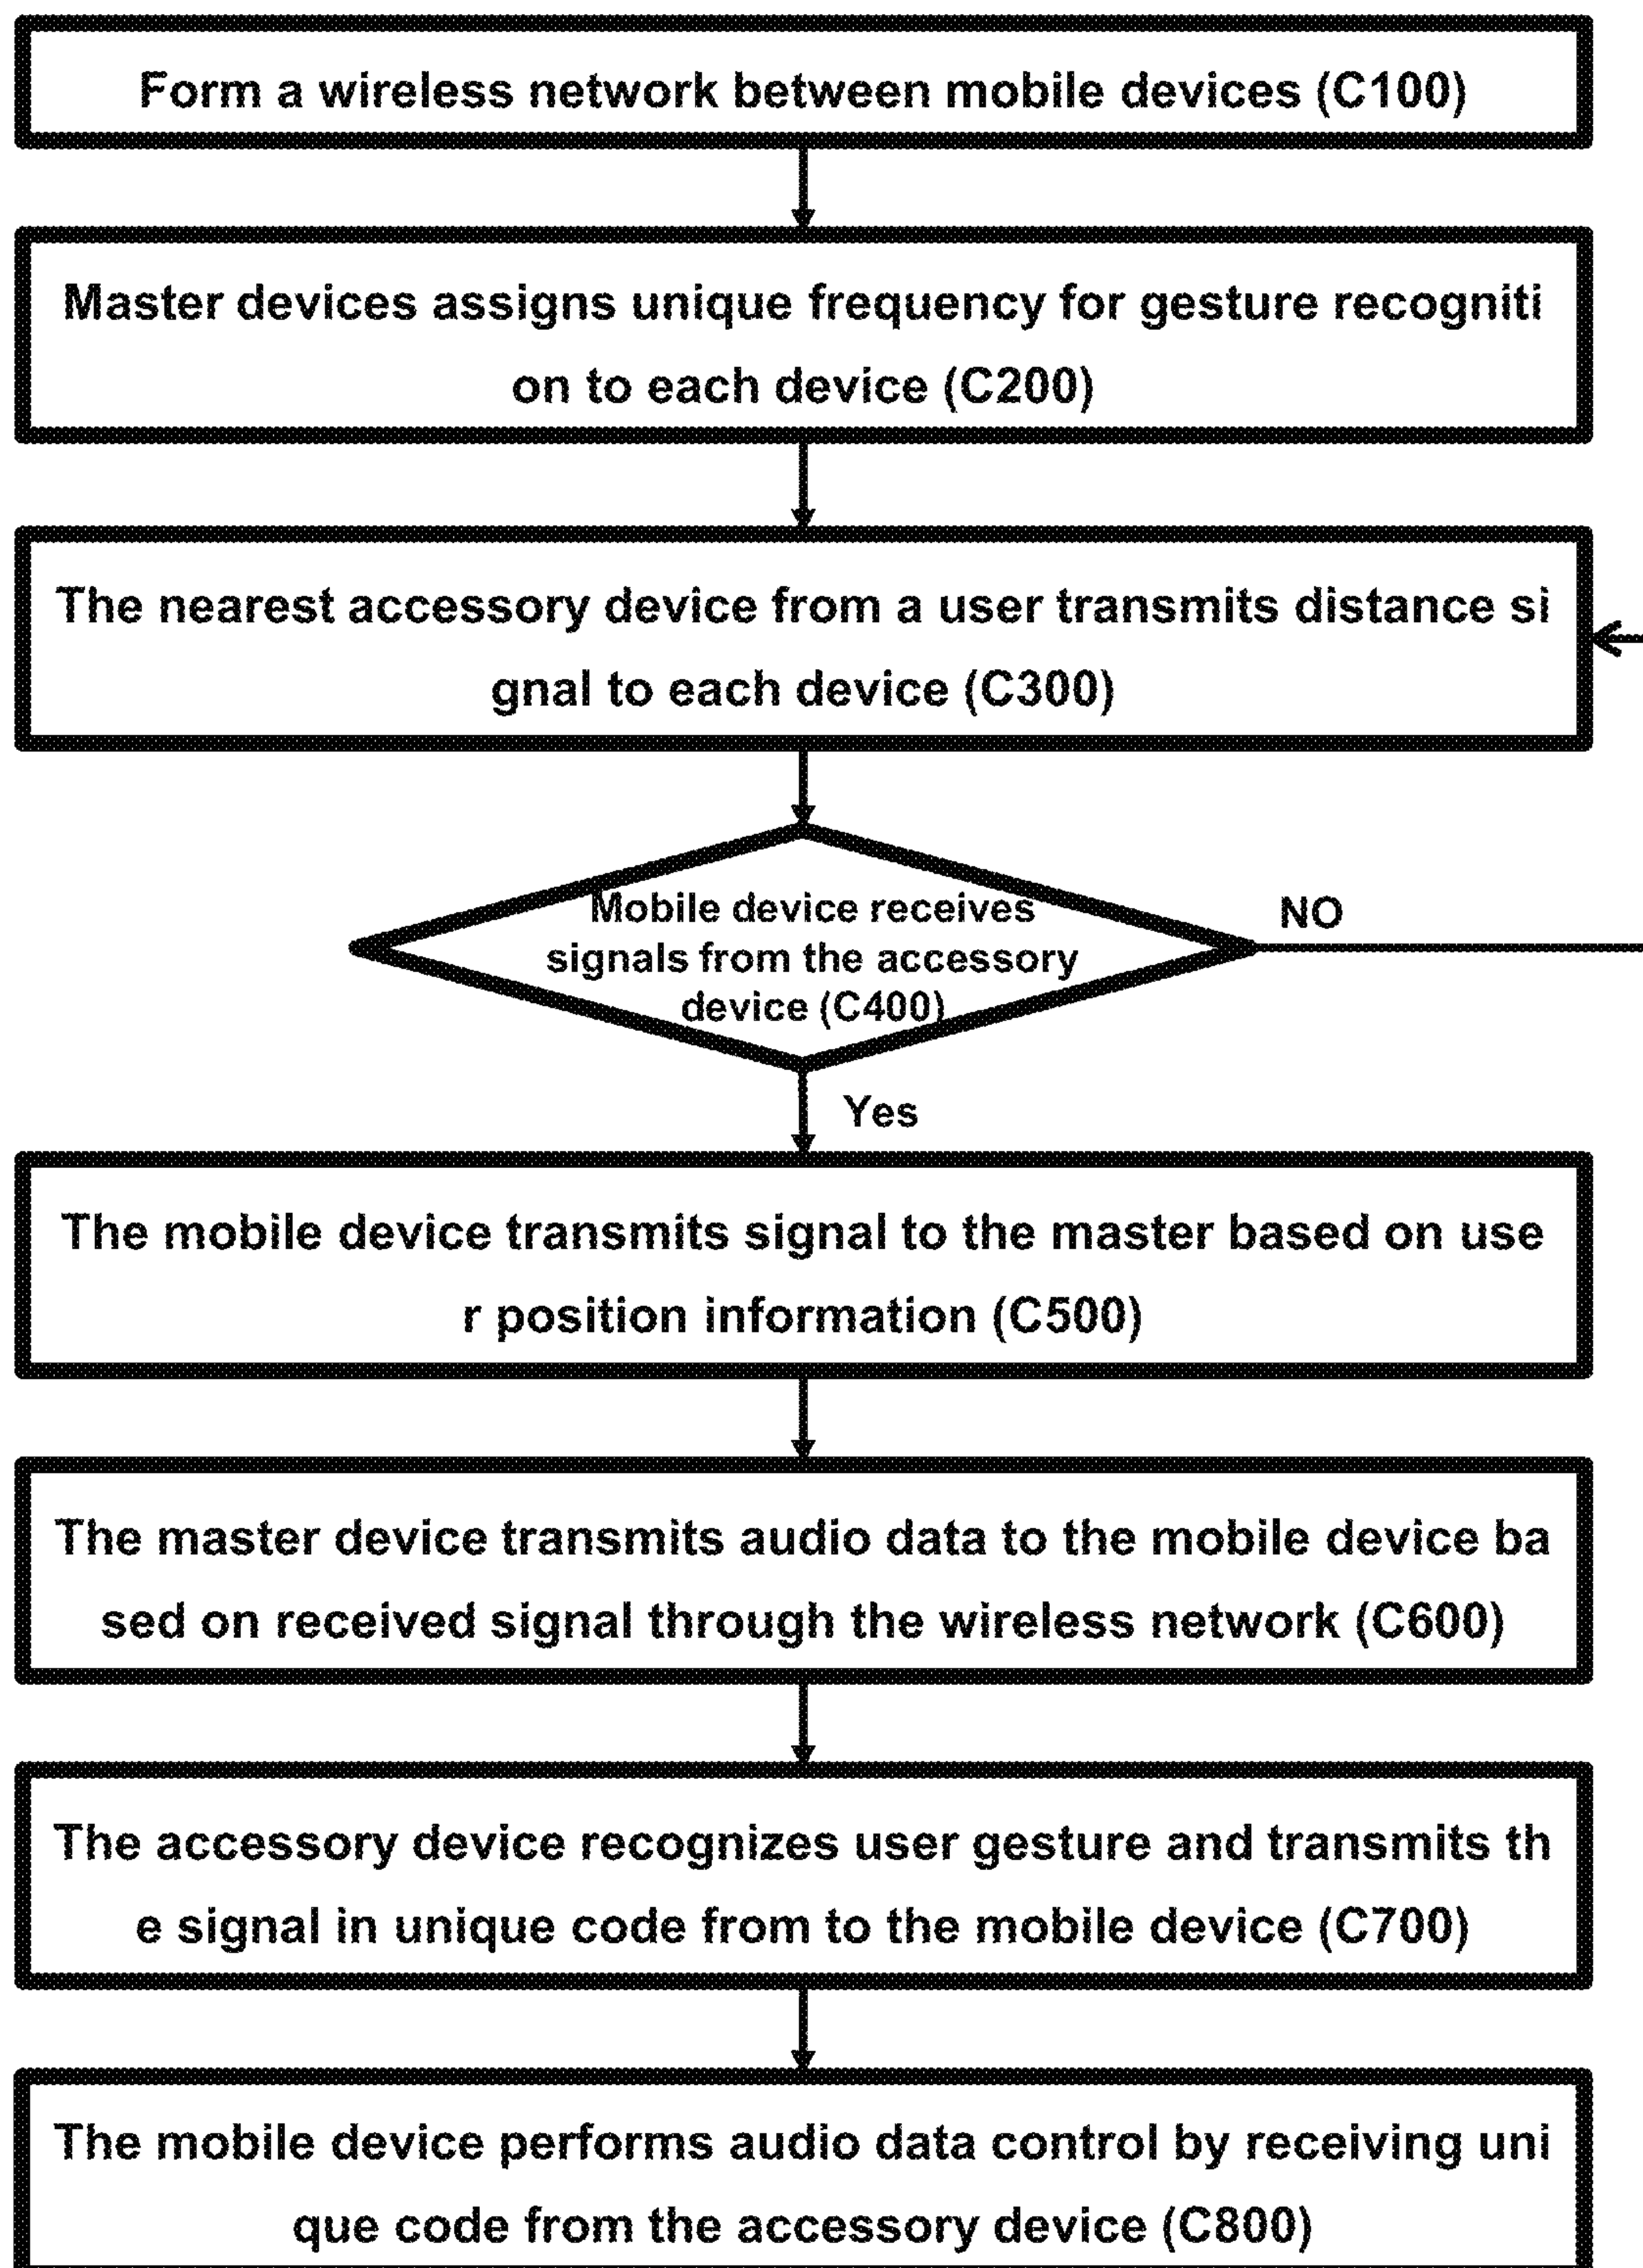 Form a wireless network between mobile devices (C100)
Master devices assigns unique frequency for gesture recogniti
on to each device (C200)
The nearest accessory device from a user transmits distance si
gnal to each device (C300)
Mobile device receives
signals from the accessory
device (C400)
NO
Yes
The mobile device transmits signal to the master based on use
r position information (C500)
The master device transmits audio data to the mobile device ba
sed on received signal through the wireless network (C600)
The accessory device recognizes user gesture and transmits th
e signal in unique code from to the mobile device (C700)
The mobile device performs audio data control by receiving uni
que code from the accessory device (C800)